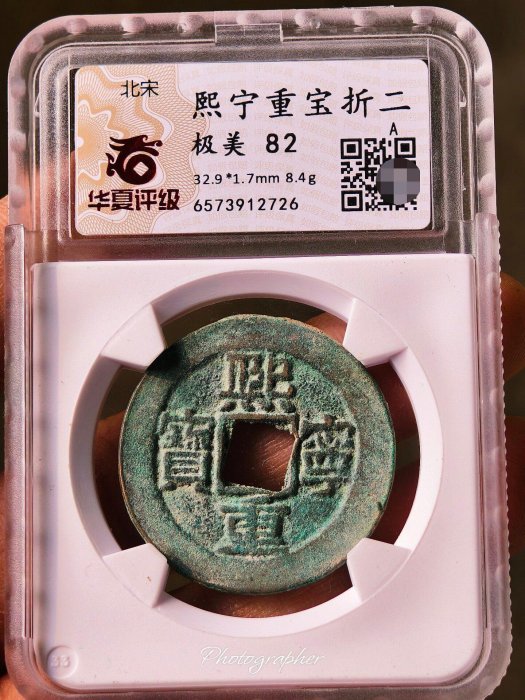 北宋
熙宁重宝折二
极美 82
A
32.9*1.7mm 8.4g
华夏评级
6573912726
熙
寶 寧
重
33
Photographer